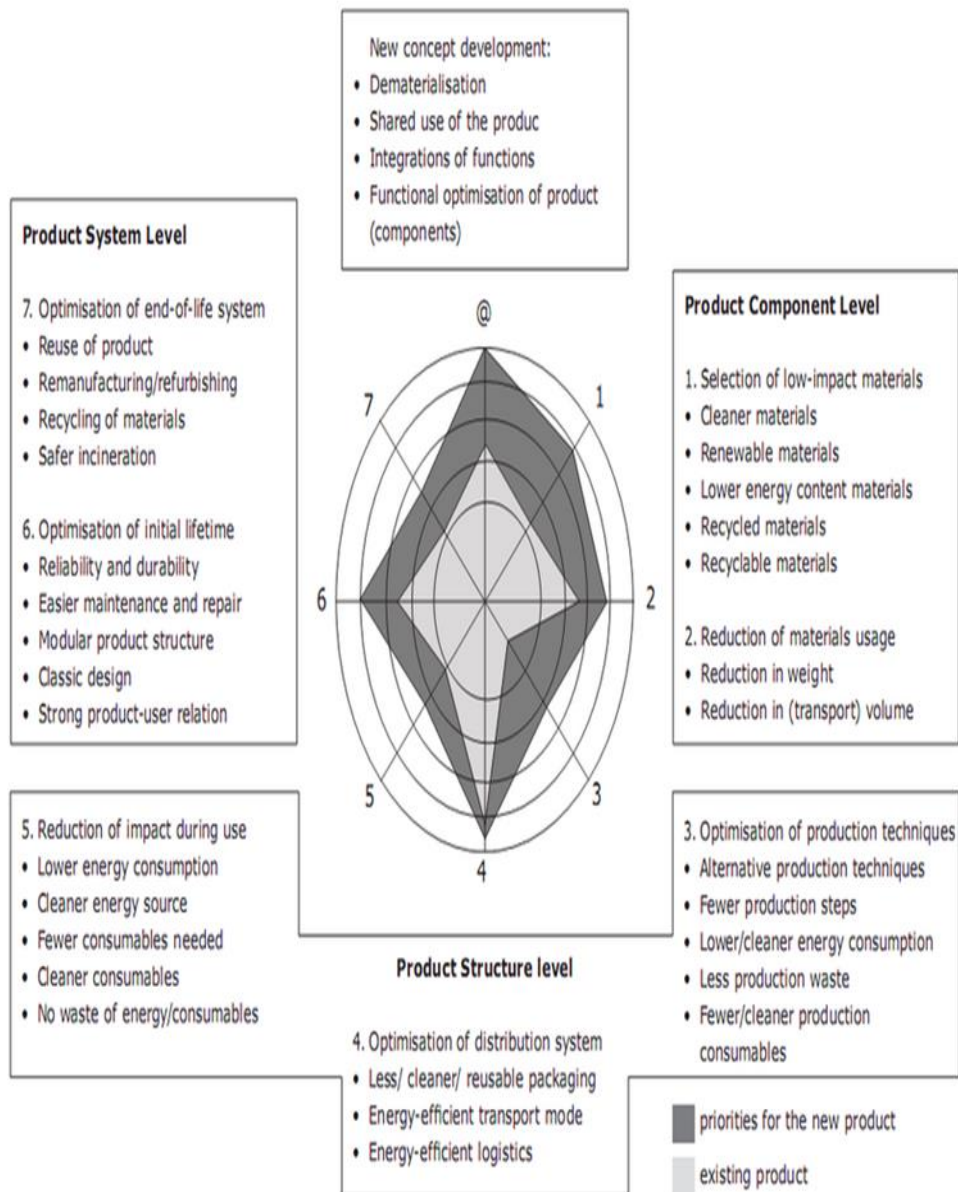 New concept development:
• Dematerialisation
• Shared use of the produc
• Integrations of functions
• Functional optimisation of product
(components)
Product System Level
7. Optimisation of end-of-life system
• Reuse of product
• Remanufacturing/refurbishing
• Recycling of materials
• Safer incineration
6. Optimisation of initial lifetime
• Reliability and durability
• Easier maintenance and repair
• Modular product structure
• Classic design
• Strong product-user relation
@
1
2
3
4
5
6
7
Product Component Level
1. Selection of low-impact materials
• Cleaner materials
• Renewable materials
• Lower energy content materials
• Recycled materials
• Recyclable materials
2. Reduction of materials usage
• Reduction in weight
• Reduction in (transport) volume
5. Reduction of impact during use
• Lower energy consumption
• Cleaner energy source
• Fewer consumables needed
• Cleaner consumables
• No waste of energy/consumables
Product Structure level
4. Optimisation of distribution system
• Less/ cleaner/ reusable packaging
• Energy-efficient transport mode
• Energy-efficient logistics
3. Optimisation of production techniques
• Alternative production techniques
• Fewer production steps
• Lower/cleaner energy consumption
• Less production waste
• Fewer/cleaner production
consumables
priorities for the new product
existing product